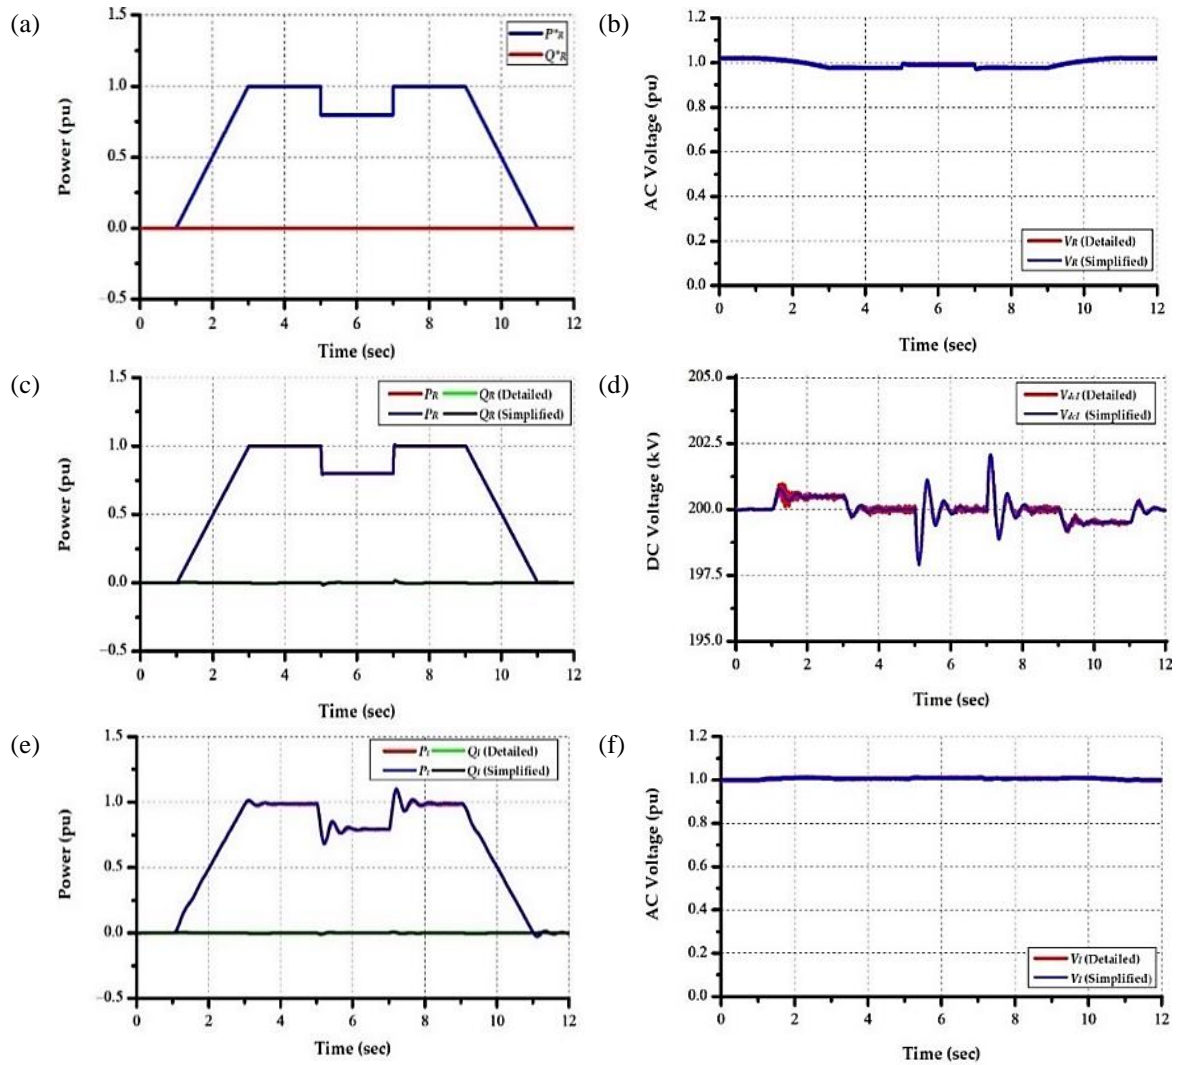 (a)
1.5
1.0
0.5
0.0
−0.5
Power (pu)
P*R
Q*R
0 2 4 6 8 10 12
Time (sec)
(b)
1.2
1.0
0.8
0.6
0.4
0.2
0.0
AC Voltage (pu)
VR (Detailed)
VR (Simplified)
0 2 4 6 8 10 12
Time (sec)
(c)
1.5
1.0
0.5
0.0
−0.5
Power (pu)
PR QR (Detailed)
PR QR (Simplified)
0 2 4 6 8 10 12
Time (sec)
(d)
205.0
202.5
200.0
197.5
195.0
DC Voltage (kV)
(Detailed)
(Simplified)
0 2 4 6 8 10 12
Time (sec)
(e)
1.5
1.0
0.5
0.0
−0.5
Power (pu)
PI QI (Detailed)
PI QI (Simplified)
0 2 4 6 8 10 12
Time (sec)
(f)
1.2
1.0
0.8
0.6
0.4
0.2
0.0
AC Voltage (pu)
VI (Detailed)
VI (Simplified)
0 2 4 6 8 10 12
Time (sec)